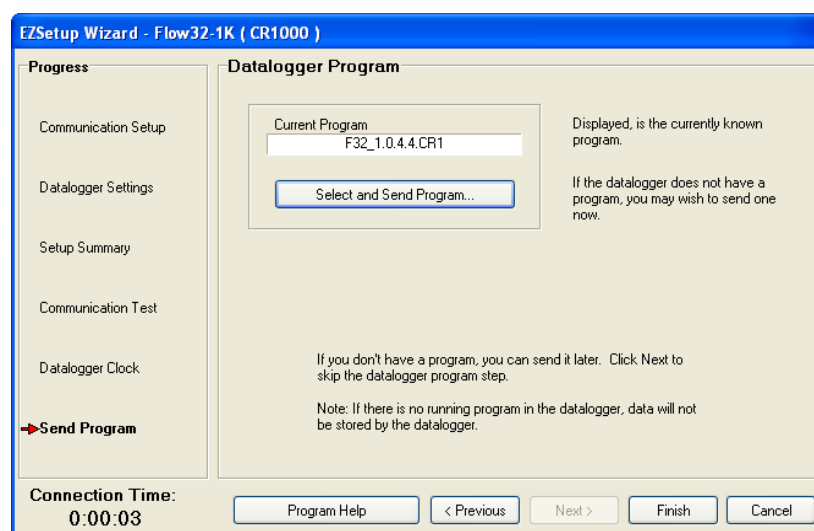 EZSetup Wizard - Flow32-1K ( CR1000 )
Progress
Communication Setup
Datalogger Settings
Setup Summary
Communication Test
Datalogger Clock
Send Program
Connection Time:
0:00:03
Datalogger Program
Current Program
F32_1.0.4.4.CR1
Select and Send Program...
Displayed, is the currently known
program.
If the datalogger does not have a
program, you may wish to send one
now.
If you don't have a program, you can send it later.  Click Next to
skip the datalogger program step.
Note: If there is no running program in the datalogger, data will not
be stored by the datalogger.
Program Help
< Previous
Next >
Finish
Cancel